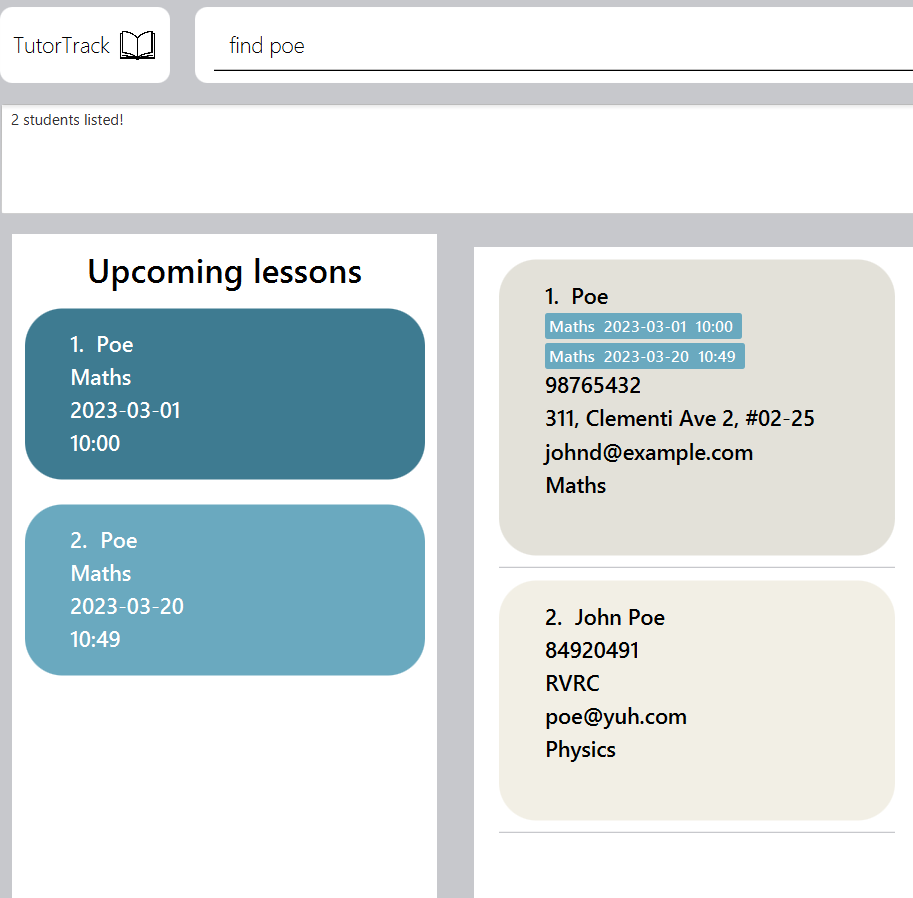 TutorTrack
find poe
2 students listed!
Upcoming lessons
1. Poe
Maths
2023-03-01
10:00
2. Poe
Maths
2023-03-20
10:49
1. Poe
Maths 2023-03-01 10:00
Maths 2023-03-20 10:49
98765432
311, Clementi Ave 2, #02-25
johnd@example.com
Maths
2. John Poe
84920491
RVRC
poe@yuh.com
Physics